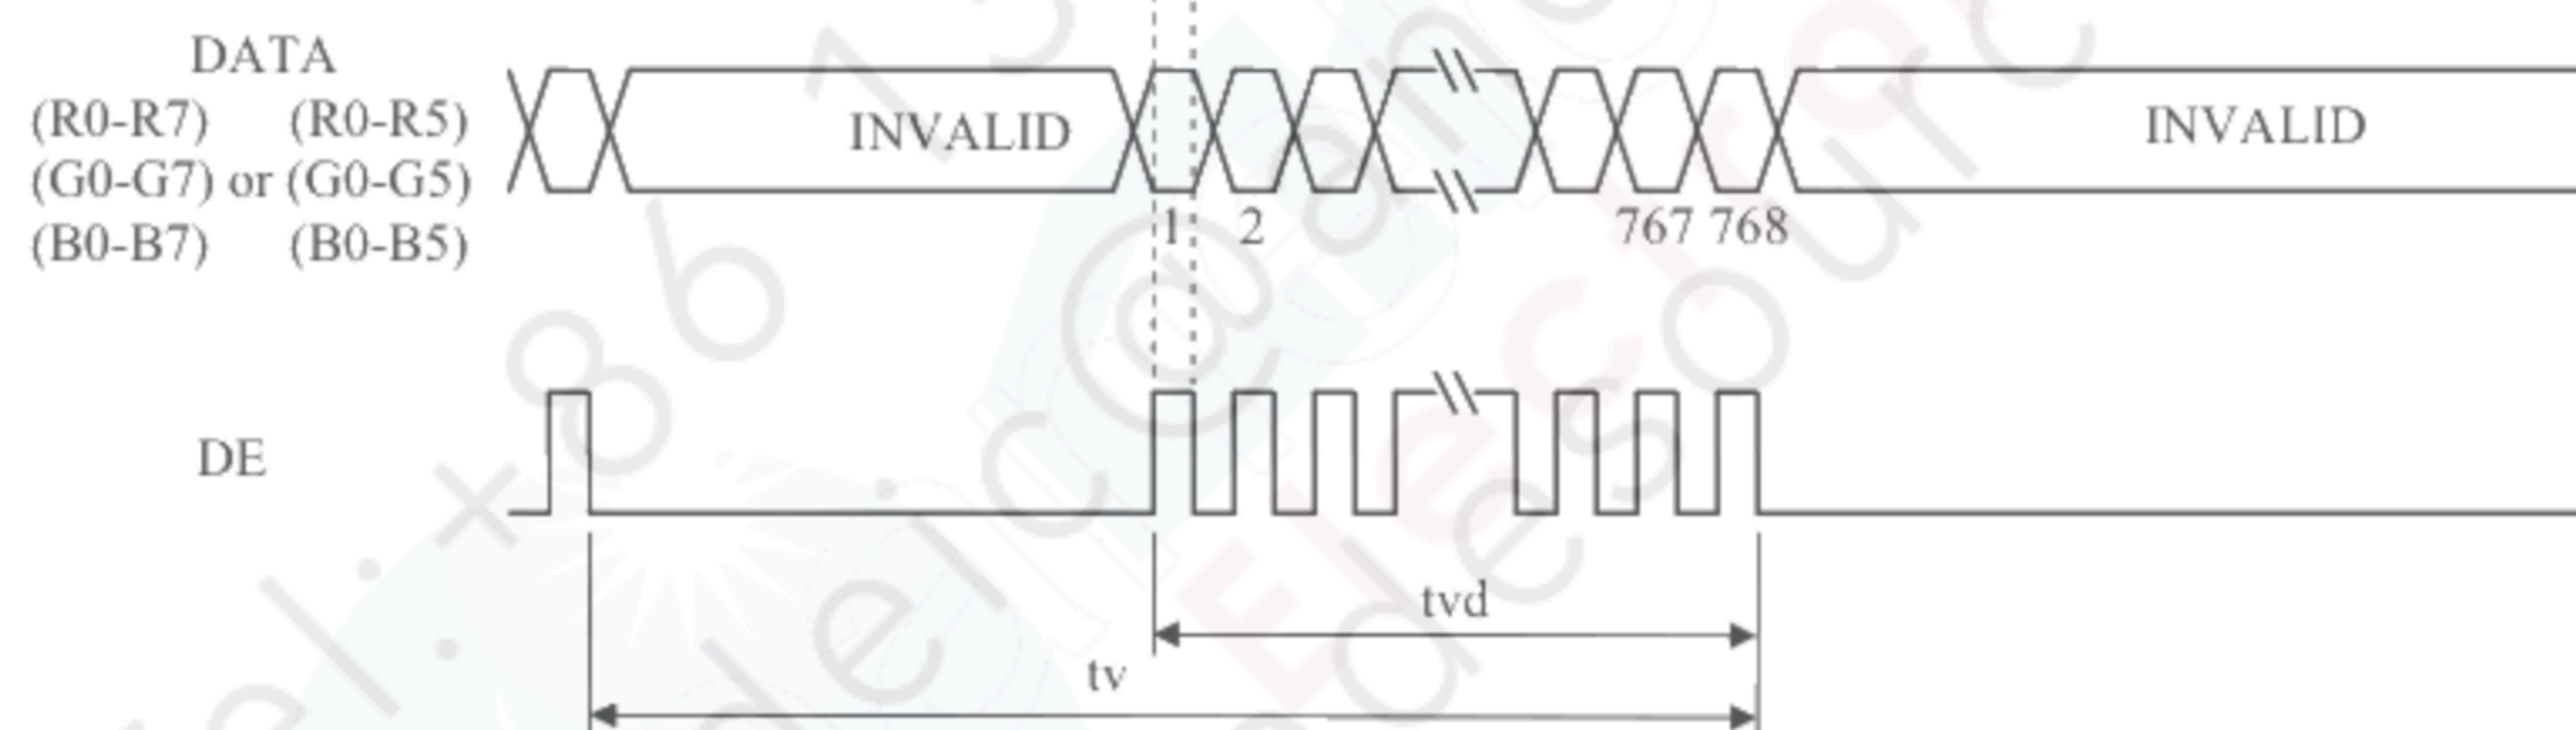 DATA
(R0-R7) (R0-R5)
(G0-G7) or (G0-G5)
(B0-B7) (B0-B5)
INVALID
INVALID
1 2 767 768
DE
tvd
tv